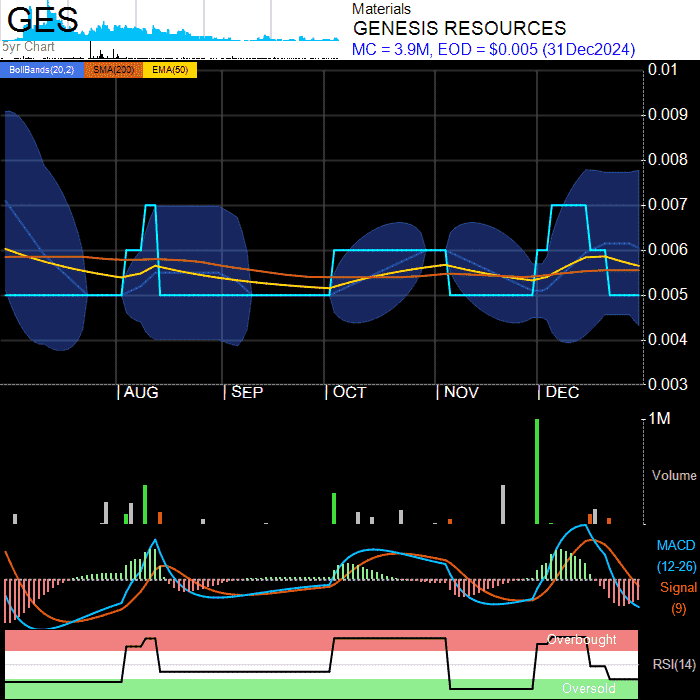 GES
5yr Chart
Materials
GENESIS RESOURCES
MC = 3.9M, EOD = $0.005 (31Dec2024)
BollBands(20,2) SMA(200) EMA(50)
0.01
0.009
0.008
0.007
0.006
0.005
0.004
0.003
AUG SEP OCT NOV DEC
1M
Volume
MACD
(12-26)
Signal
(9)
Overbought
RSI(14)
Oversold